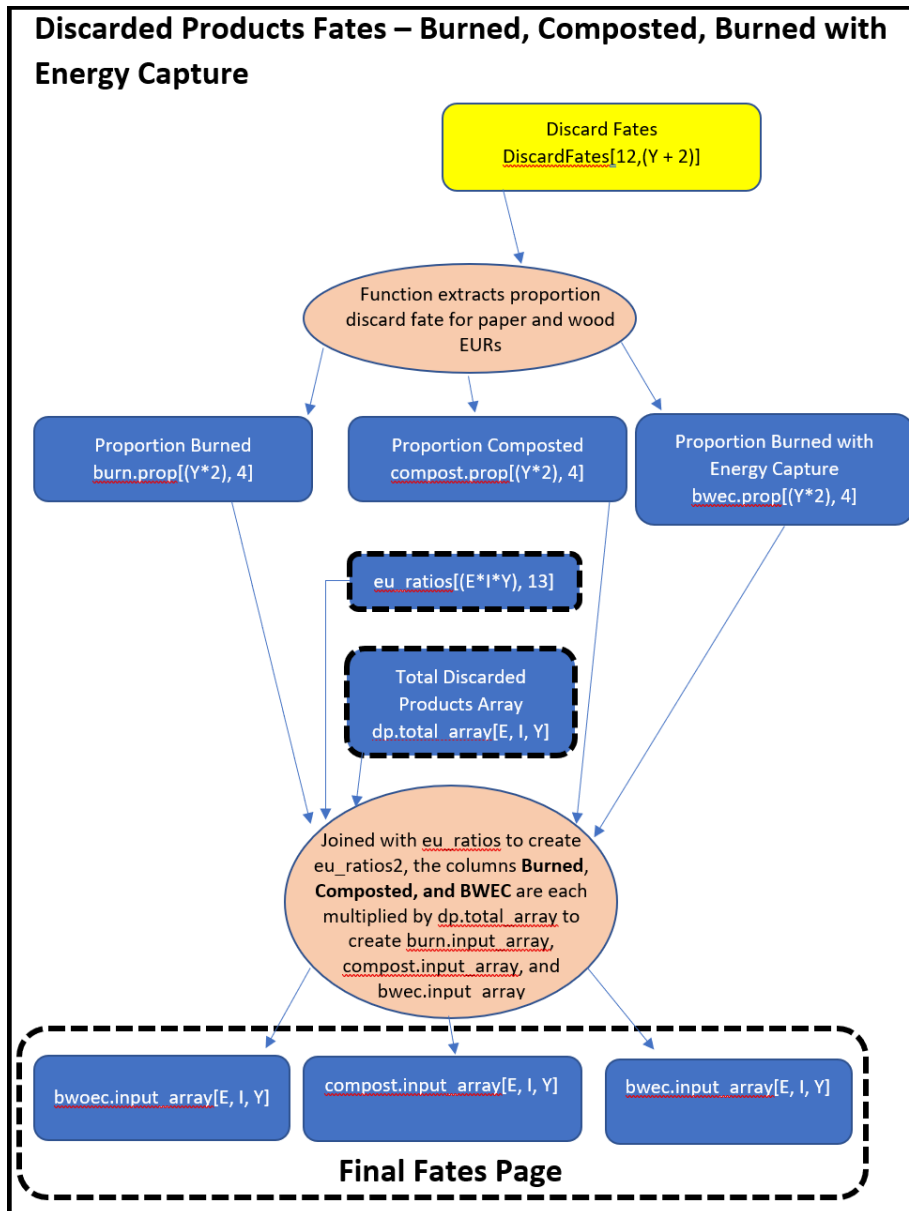 Discarded Products Fates – Burned, Composted, Burned with
Energy Capture
Discard Fates
DiscardFates[12,(Y + 2)]
Function extracts proportion
discard fate for paper and wood
EURs
Proportion Burned
burn.prop[(Y*2), 4]
Proportion Composted
compost.prop[(Y*2), 4]
Proportion Burned with
Energy Capture
bwec.prop[(Y*2), 4]
eu_ratios[(E*I*Y), 13]
Total Discarded
Products Array
dp.total_array[E, I, Y]
Joined with eu_ratios to create
eu_ratios2, the columns Burned,
Composted, and BWEC are each
multiplied by dp.total_array to
create burn.input_array,
compost.input_array, and
bwec.input_array
bwoec.input_array[E, I, Y]
compost.input_array[E, I, Y]
bwec.input_array[E, I, Y]
Final Fates Page